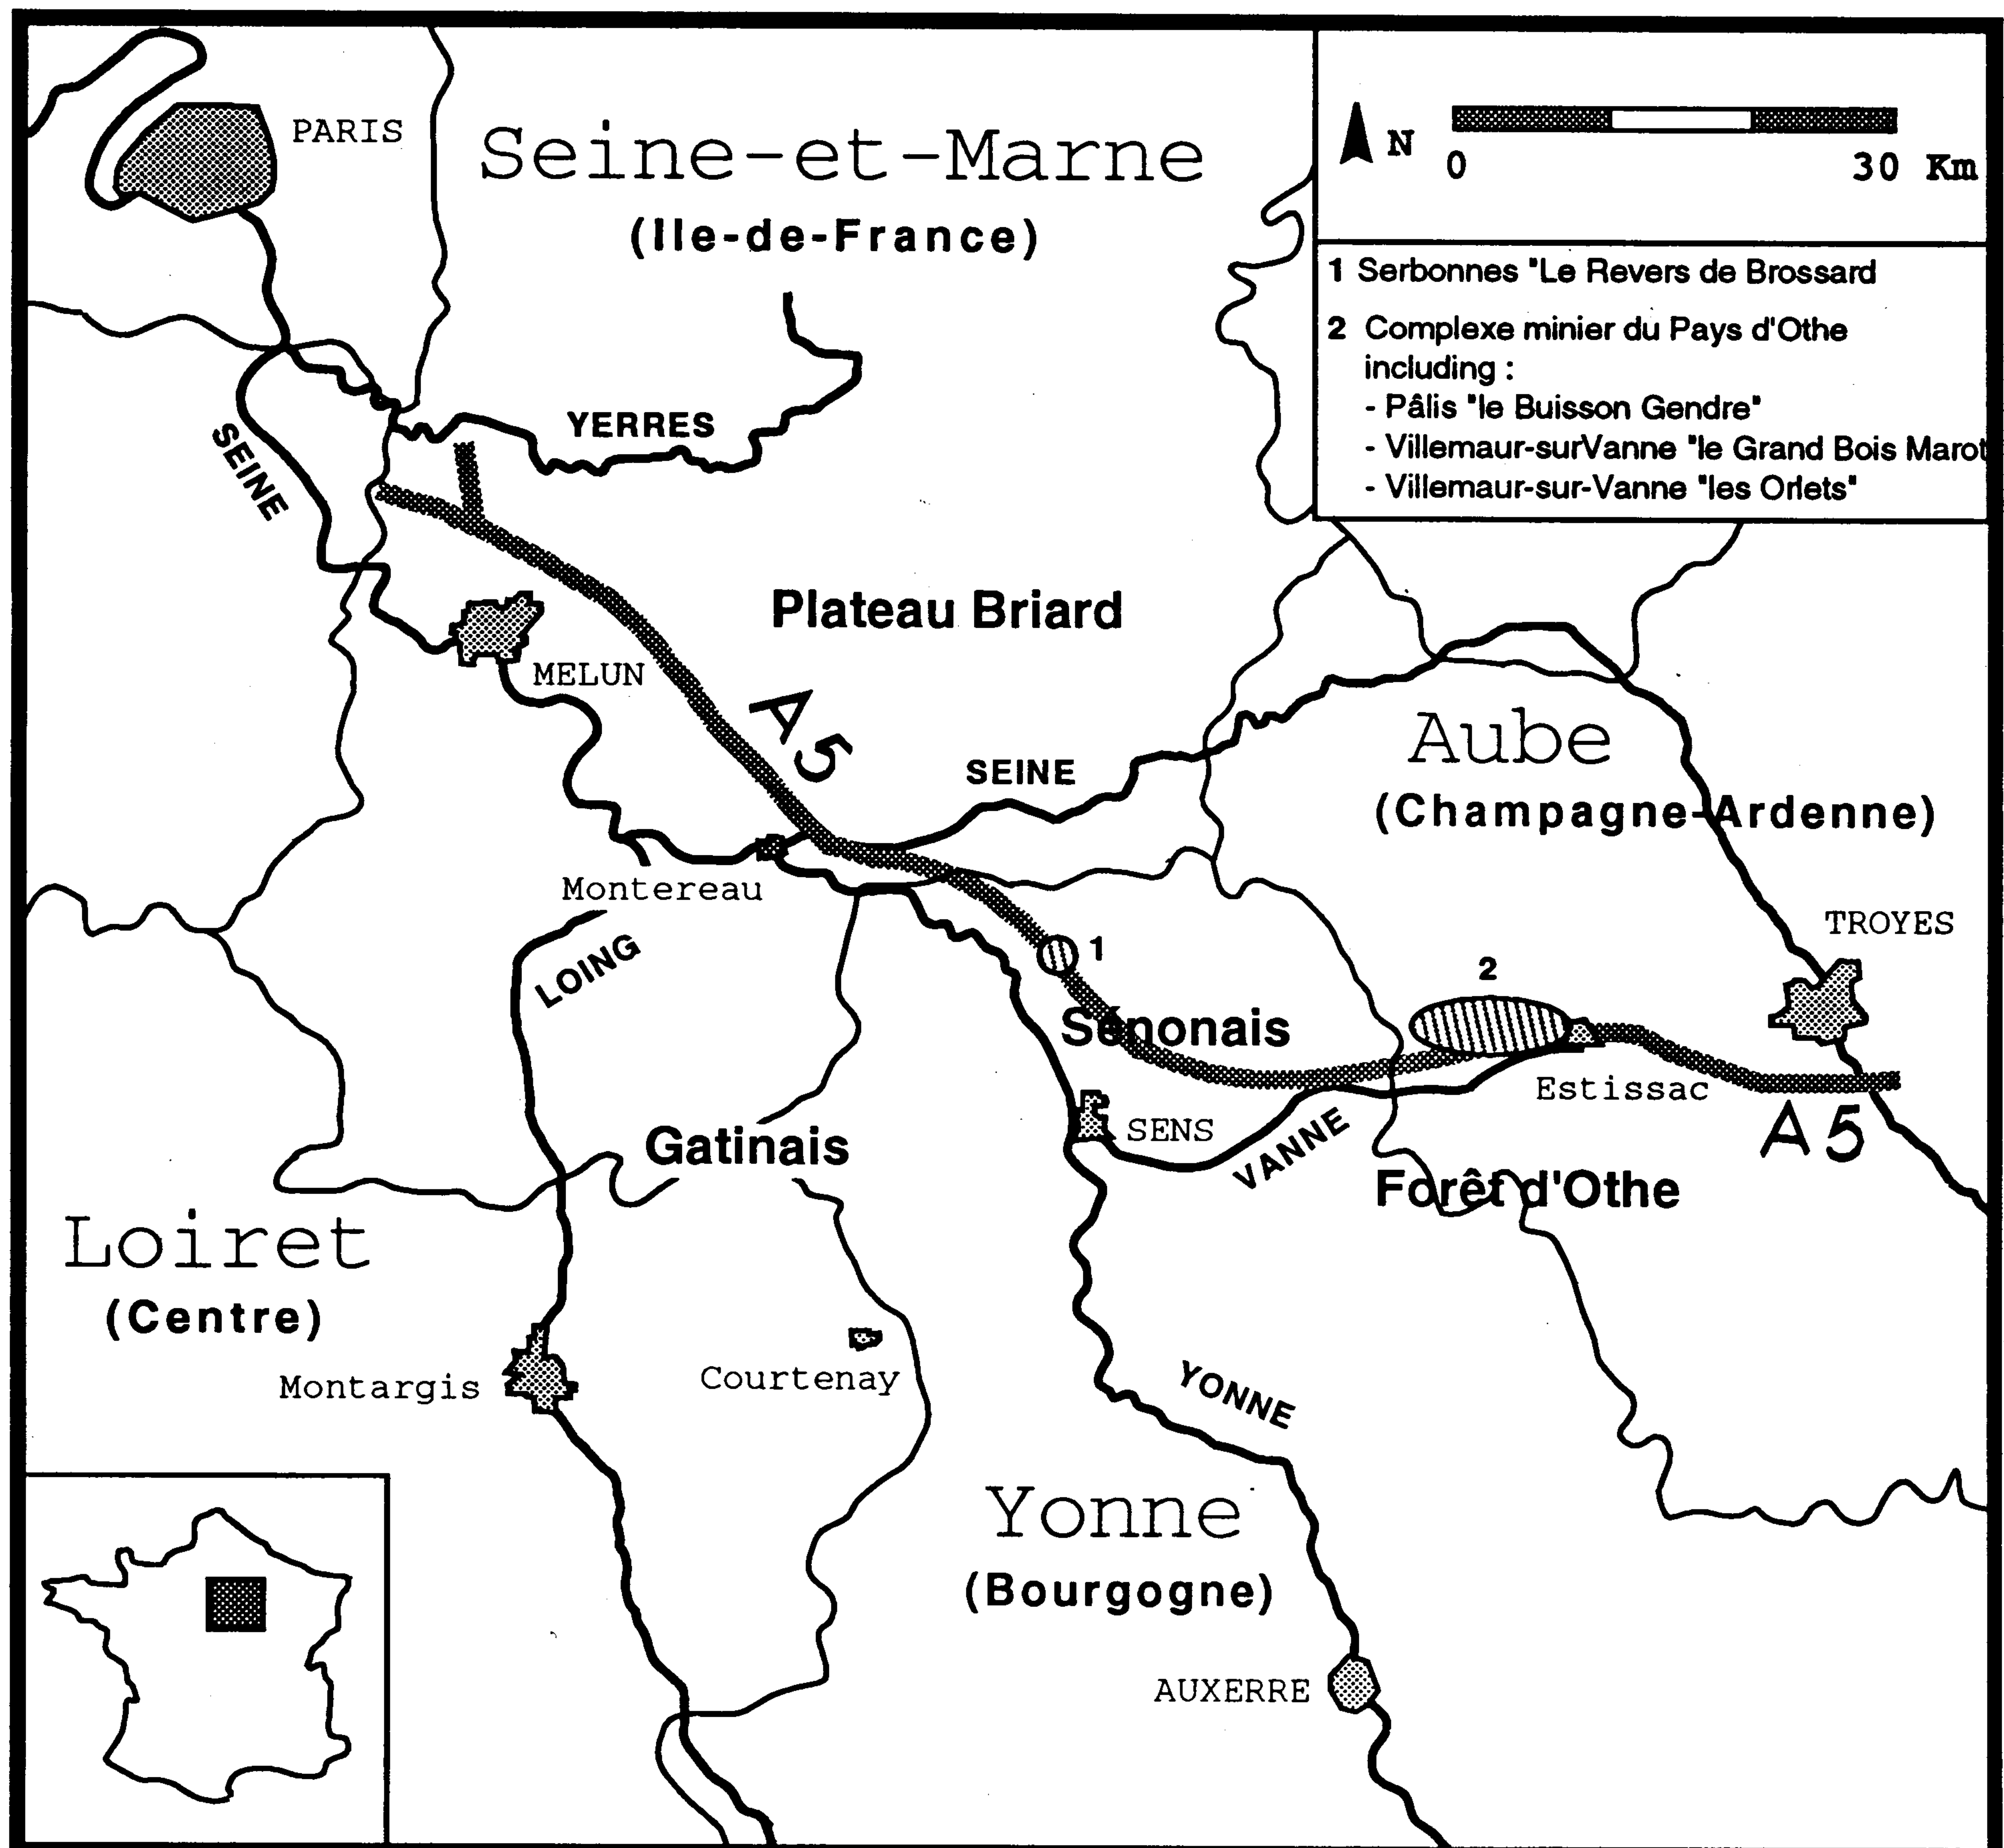 PARIS
Seine-et-Marne
(Ile-de-France)
N
0
30 Km
1 Serbonnes "Le Revers de Brossard
2 Complexe minier du Pays d'Othe
including :
- Pâlis "le Buisson Gendre"
- Villemaur-surVanne "le Grand Bois Marot
- Villemaur-sur-Vanne "les Orlets"
YERRES
SEINE
Plateau Briard
MELUN
A5
SEINE
Aube
(Champagne-Ardenne)
Montereau
TROYES
LOING
1
2
Sénonais
Estissac
A5
SENS
VANNE
Gatinais
Forêt d'Othe
Loiret
(Centre)
Montargis
Courtenay
YONNE
Yonne
(Bourgogne)
AUXERRE